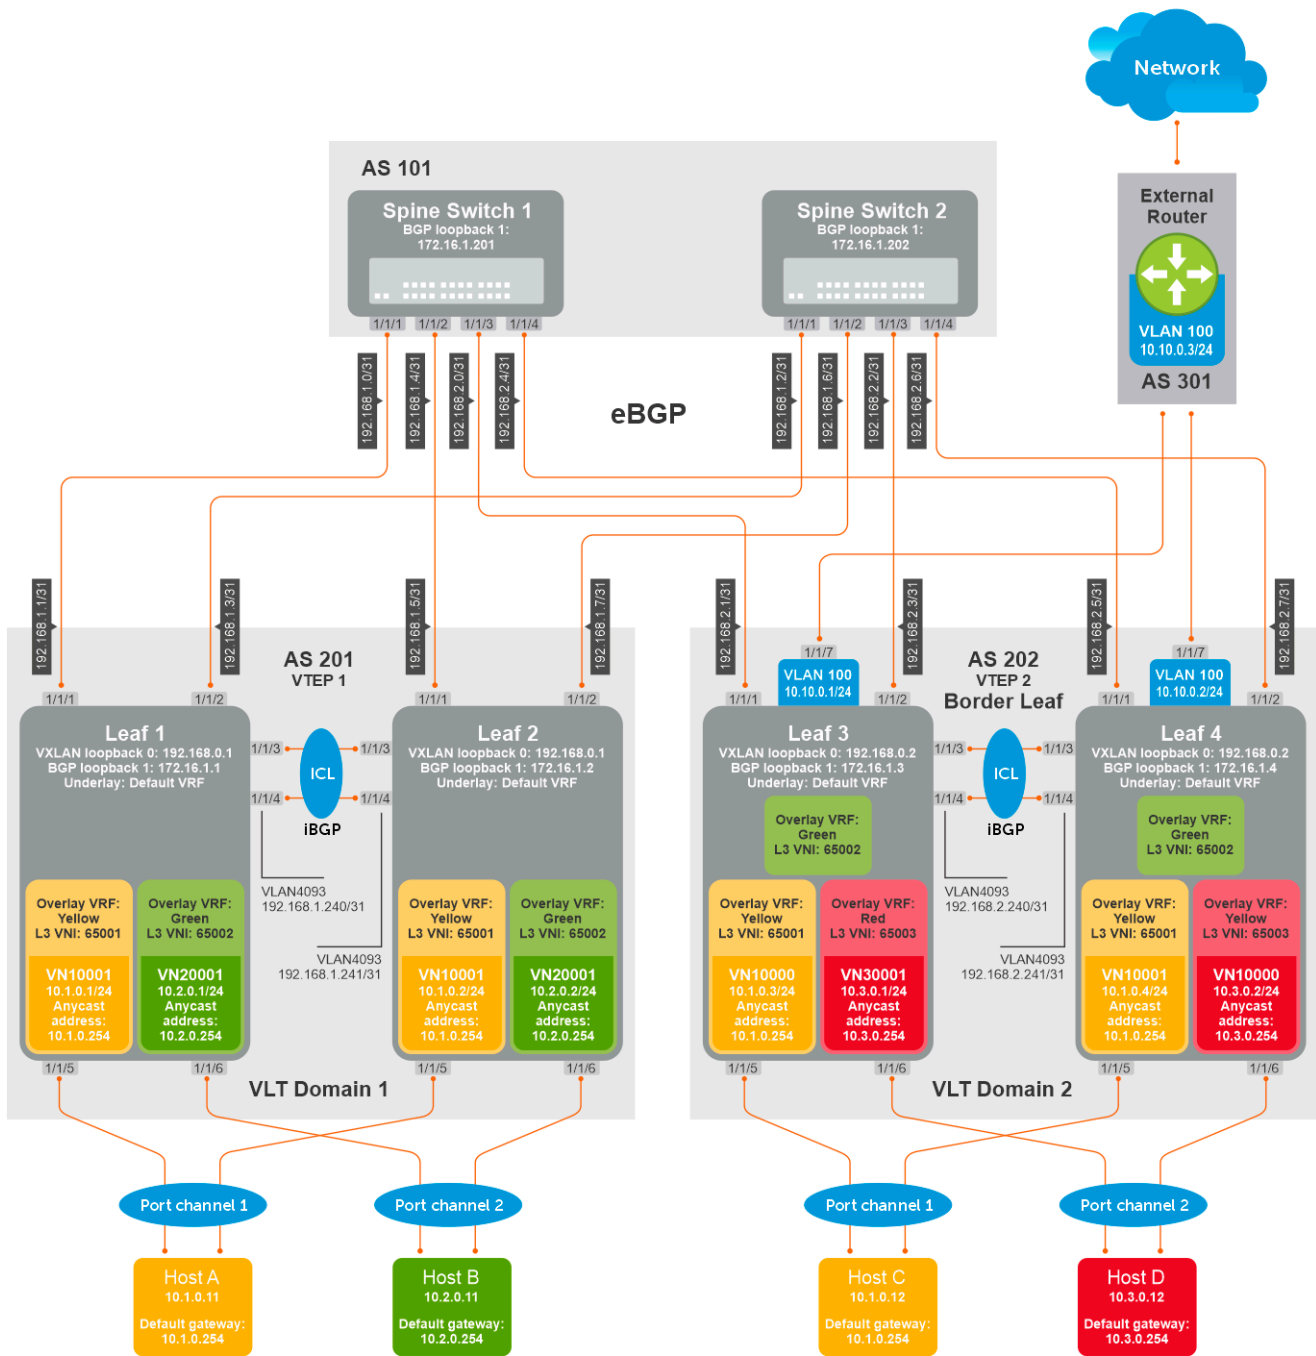 Network
AS 101
Spine Switch 1
BGP loopback 1:
172.16.1.201
1/1/1
1/1/2
1/1/3
1/1/4
Spine Switch 2
BGP loopback 1:
172.16.1.202
1/1/1
1/1/2
1/1/3
1/1/4
External
Router
VLAN 100
10.10.0.3/24
AS 301
192.168.1.0/31
192.168.1.4/31
192.168.2.0/31
192.168.2.4/31
eBGP
192.168.1.2/31
192.168.1.6/31
192.168.2.2/31
192.168.2.6/31
192.168.1.1/31
192.168.1.3/31
192.168.1.5/31
192.168.1.7/31
192.168.2.1/31
192.168.2.3/31
192.168.2.5/31
192.168.2.7/31
AS 201
VTEP 1
1/1/1
1/1/2
Leaf 1
VXLAN loopback 0: 192.168.0.1
BGP loopback 1: 172.16.1.1
Underlay: Default VRF
1/1/3
1/1/4
ICL
iBGP
1/1/3
1/1/4
1/1/1
1/1/2
Leaf 2
VXLAN loopback 0: 192.168.0.1
BGP loopback 1: 172.16.1.2
Underlay: Default VRF
VLAN4093
192.168.1.240/31
VLAN4093
192.168.1.241/31
Overlay VRF:
Yellow
L3 VNI: 65001
VN10001
10.1.0.1/24
Anycast
address:
10.1.0.254
Overlay VRF:
Green
L3 VNI: 65002
VN20001
10.2.0.1/24
Anycast
address:
10.2.0.254
Overlay VRF:
Yellow
L3 VNI: 65001
VN10001
10.1.0.2/24
Anycast
address:
10.1.0.254
Overlay VRF:
Green
L3 VNI: 65002
VN20001
10.2.0.2/24
Anycast
address:
10.2.0.254
1/1/5
1/1/6
1/1/5
1/1/6
VLT Domain 1
AS 202
VTEP 2
Border Leaf
1/1/7
VLAN 100
10.10.0.1/24
1/1/1
1/1/2
Leaf 3
VXLAN loopback 0: 192.168.0.2
BGP loopback 1: 172.16.1.3
Underlay: Default VRF
1/1/3
1/1/4
ICL
iBGP
1/1/3
1/1/4
1/1/7
VLAN 100
10.10.0.2/24
1/1/1
1/1/2
Leaf 4
VXLAN loopback 0: 192.168.0.2
BGP loopback 1: 172.16.1.4
Underlay: Default VRF
Overlay VRF:
Green
L3 VNI: 65002
Overlay VRF:
Green
L3 VNI: 65002
VLAN4093
192.168.2.240/31
VLAN4093
192.168.2.241/31
Overlay VRF:
Yellow
L3 VNI: 65001
VN10000
10.1.0.3/24
Anycast
address:
10.1.0.254
Overlay VRF:
Red
L3 VNI: 65003
VN30001
10.3.0.1/24
Anycast
address:
10.3.0.254
Overlay VRF:
Yellow
L3 VNI: 65001
VN10001
10.1.0.4/24
Anycast
address:
10.1.0.254
Overlay VRF:
Yellow
L3 VNI: 65003
VN10000
10.3.0.2/24
Anycast
address:
10.3.0.254
1/1/5
1/1/6
1/1/5
1/1/6
VLT Domain 2
Port channel 1
Port channel 2
Port channel 1
Port channel 2
Host A
10.1.0.11
Default gateway:
10.1.0.254
Host B
10.2.0.11
Default gateway:
10.2.0.254
Host C
10.1.0.12
Default gateway:
10.1.0.254
Host D
10.3.0.12
Default gateway:
10.3.0.254